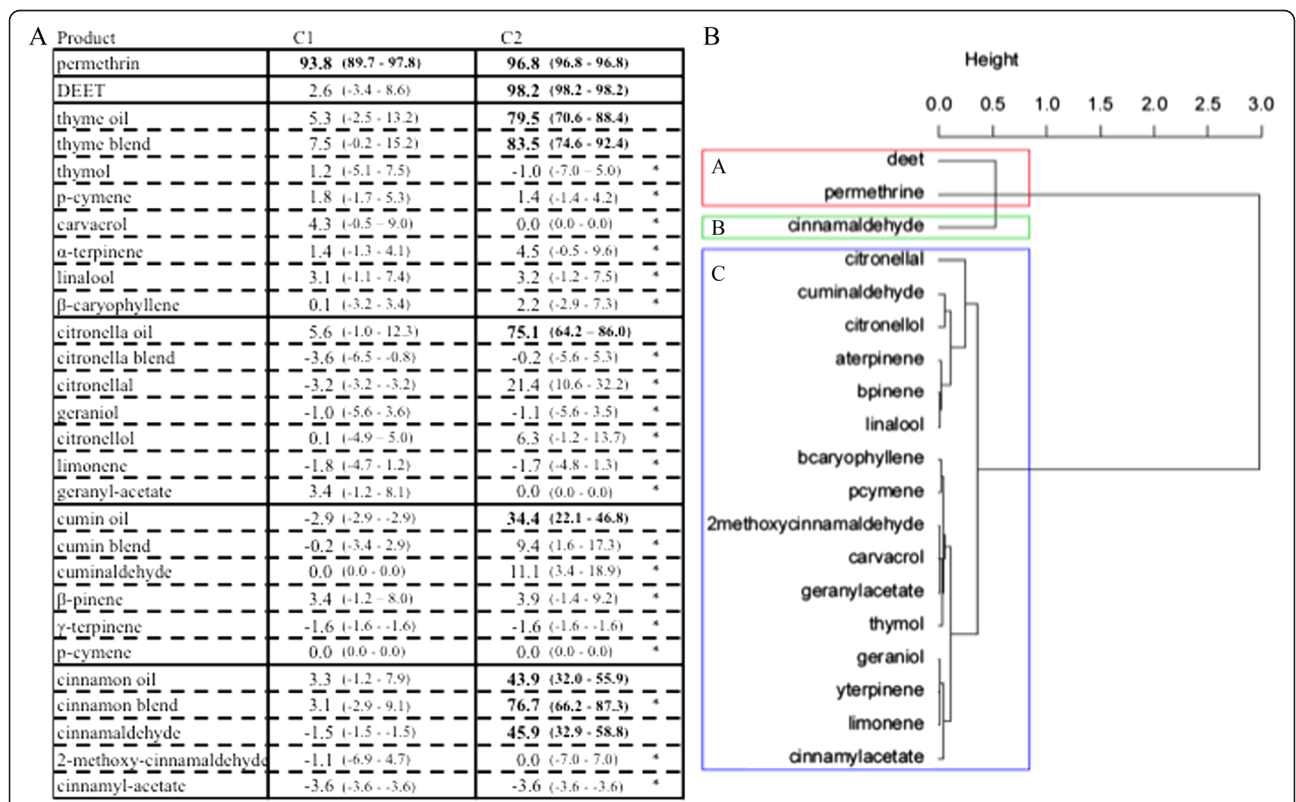 A Product C1 C2
permethrin 93.8 (89.7 - 97.8) 96.8 (96.8 - 96.8)
DEET 2.6 (-3.4 - 8.6) 98.2 (98.2 - 98.2)
thyme oil 5.3 (-2.5 - 13.2) 79.5 (70.6 - 88.4)
thyme blend 7.5 (-0.2 - 15.2) 83.5 (74.6 - 92.4)
thymol 1.2 (-5.1 - 7.5) -1.0 (-7.0 – 5.0) *
p-cymene 1.8 (-1.7 - 5.3) 1.4 (-1.4 - 4.2) *
carvacrol 4.3 (-0.5 – 9.0) 0.0 (0.0 - 0.0) *
α-terpinene 1.4 (-1.3 - 4.1) 4.5 (-0.5 - 9.6) *
linalool 3.1 (-1.1 - 7.4) 3.2 (-1.2 - 7.5) *
β-caryophyllene 0.1 (-3.2 - 3.4) 2.2 (-2.9 - 7.3) *
citronella oil 5.6 (-1.0 - 12.3) 75.1 (64.2 – 86.0)
citronella blend -3.6 (-6.5 - -0.8) -0.2 (-5.6 - 5.3) *
citronellal -3.2 (-3.2 - -3.2) 21.4 (10.6 - 32.2) *
geraniol -1.0 (-5.6 - 3.6) -1.1 (-5.6 - 3.5) *
citronellol 0.1 (-4.9 – 5.0) 6.3 (-1.2 - 13.7) *
limonene -1.8 (-4.7 - 1.2) -1.7 (-4.8 - 1.3) *
geranyl-acetate 3.4 (-1.2 - 8.1) 0.0 (0.0 - 0.0) *
cumin oil -2.9 (-2.9 - -2.9) 34.4 (22.1 - 46.8)
cumin blend -0.2 (-3.4 - 2.9) 9.4 (1.6 - 17.3) *
cuminaldehyde 0.0 (0.0 - 0.0) 11.1 (3.4 - 18.9) *
β-pinene 3.4 (-1.2 – 8.0) 3.9 (-1.4 - 9.2) *
γ-terpinene -1.6 (-1.6 - -1.6) -1.6 (-1.6 - -1.6) *
p-cymene 0.0 (0.0 - 0.0) 0.0 (0.0 - 0.0) *
cinnamon oil 3.3 (-1.2 - 7.9) 43.9 (32.0 - 55.9)
cinnamon blend 3.1 (-2.9 - 9.1) 76.7 (66.2 - 87.3) *
cinnamaldehyde -1.5 (-1.5 - -1.5) 45.9 (32.9 - 58.8)
2-methoxy-cinnamaldehyde -1.1 (-6.9 - 4.7) 0.0 (-7.0 - 7.0) *
cinnamyl-acetate -3.6 (-3.6 - -3.6) -3.6 (-3.6 - -3.6) *
B
Height
0.0 0.5 1.0 1.5 2.0 2.5 3.0
A
deet
permethrine
B cinnamaldehyde
C
citronellal
cuminaldehyde
citronellol
aterpinene
bpinene
linalool
bcaryophyllene
pcymene
2methoxycinnamaldehyde
carvacrol
geranylacetate
thymol
geraniol
yterpinene
limonene
cinnamylacetate